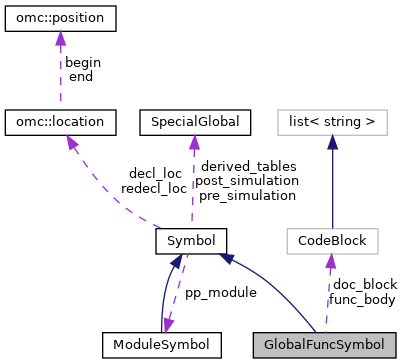 omc::position
begin
end
omc::location
SpecialGlobal
list< string >
decl_loc
redecl_loc
derived_tables
post_simulation
pre_simulation
Symbol
CodeBlock
pp_module
doc_block
func_body
ModuleSymbol
GlobalFuncSymbol